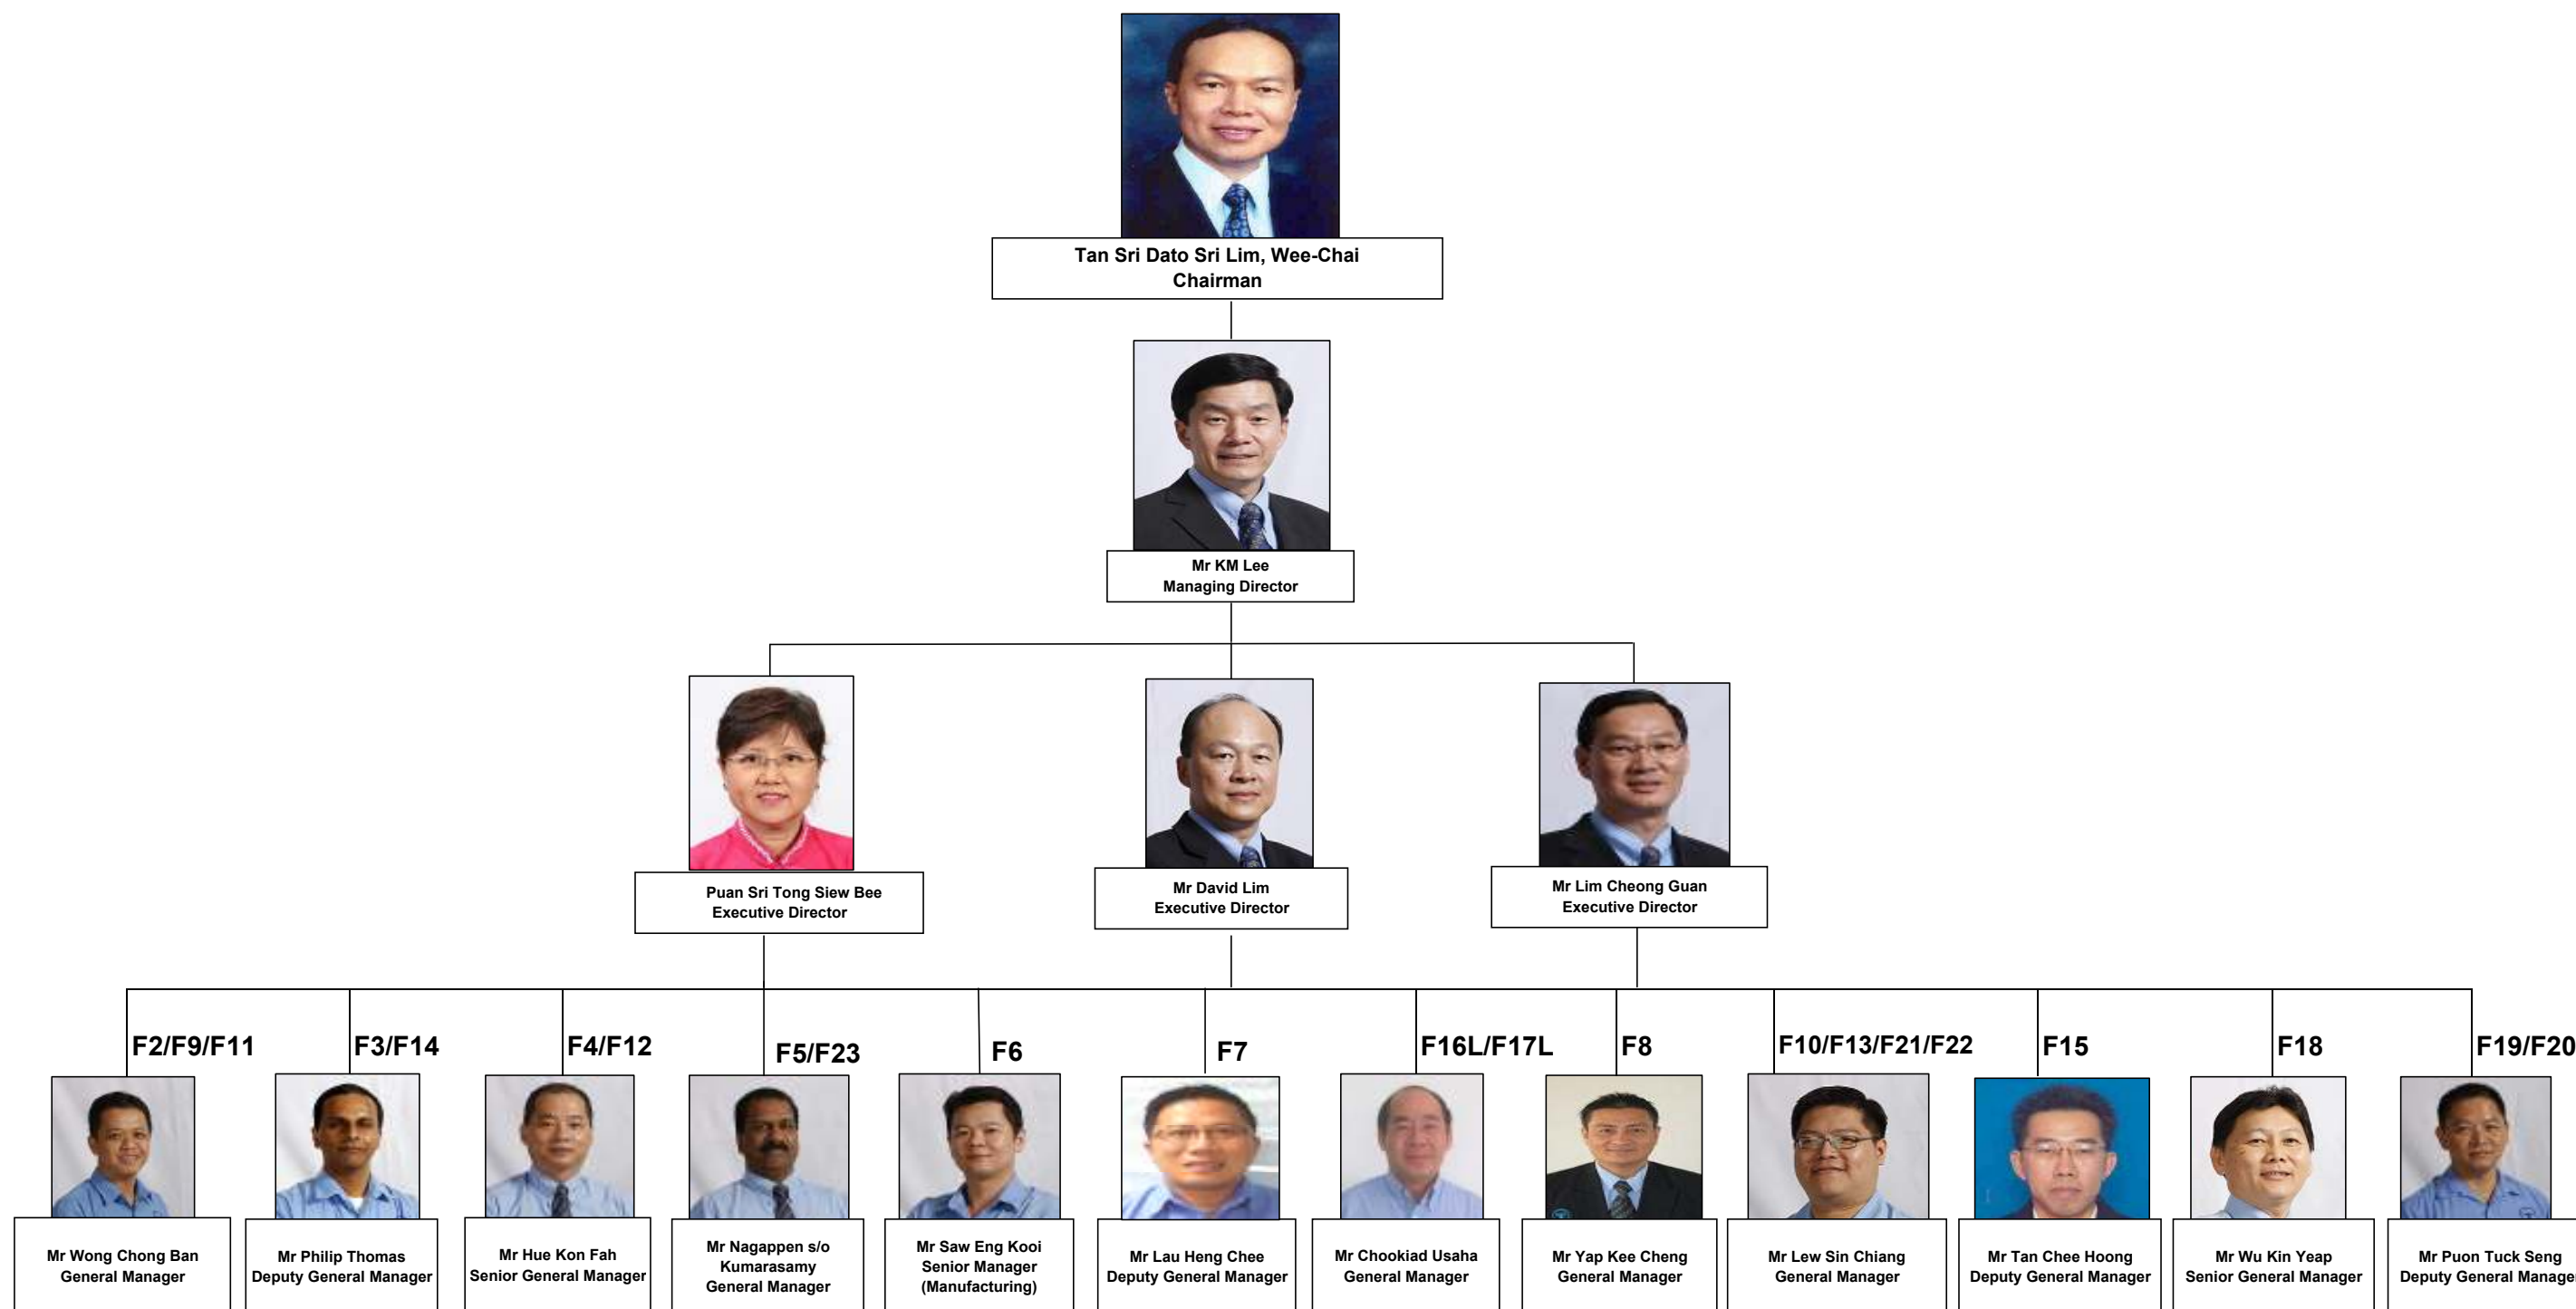 Tan Sri Dato Sri Lim, Wee-Chai
Chairman
Mr KM Lee
Managing Director
Puan Sri Tong Siew Bee
Executive Director
Mr David Lim
Executive Director
Mr Lim Cheong Guan
Executive Director
F2/F9/F11
F3/F14
F4/F12
F5/F23
F6
F7
F16L/F17L
F8
F10/F13/F21/F22
F15
F18
F19/F20
Mr Wong Chong Ban
General Manager
Mr Philip Thomas
Deputy General Manager
Mr Hue Kon Fah
Senior General Manager
Mr Nagappen s/o
Kumarasamy
General Manager
Mr Saw Eng Kooi
Senior Manager
(Manufacturing)
Mr Lau Heng Chee
Deputy General Manager
Mr Chookiad Usaha
General Manager
Mr Yap Kee Cheng
General Manager
Mr Lew Sin Chiang
General Manager
Mr Tan Chee Hoong
Deputy General Manager
Mr Wu Kin Yeap
Senior General Manager
Mr Puon Tuck Seng
Deputy General Manager